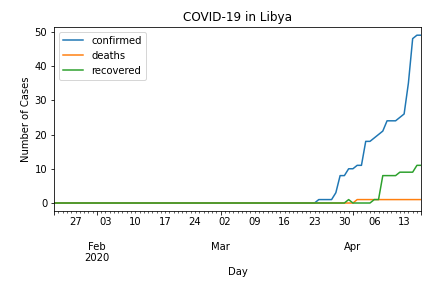 COVID-19 in Libya
confirmed
deaths
recovered
Number of Cases
50
40
30
20
10
0
27 03 10 17 24 02 09 16 23 30 06 13
Feb Mar Apr
2020
Day